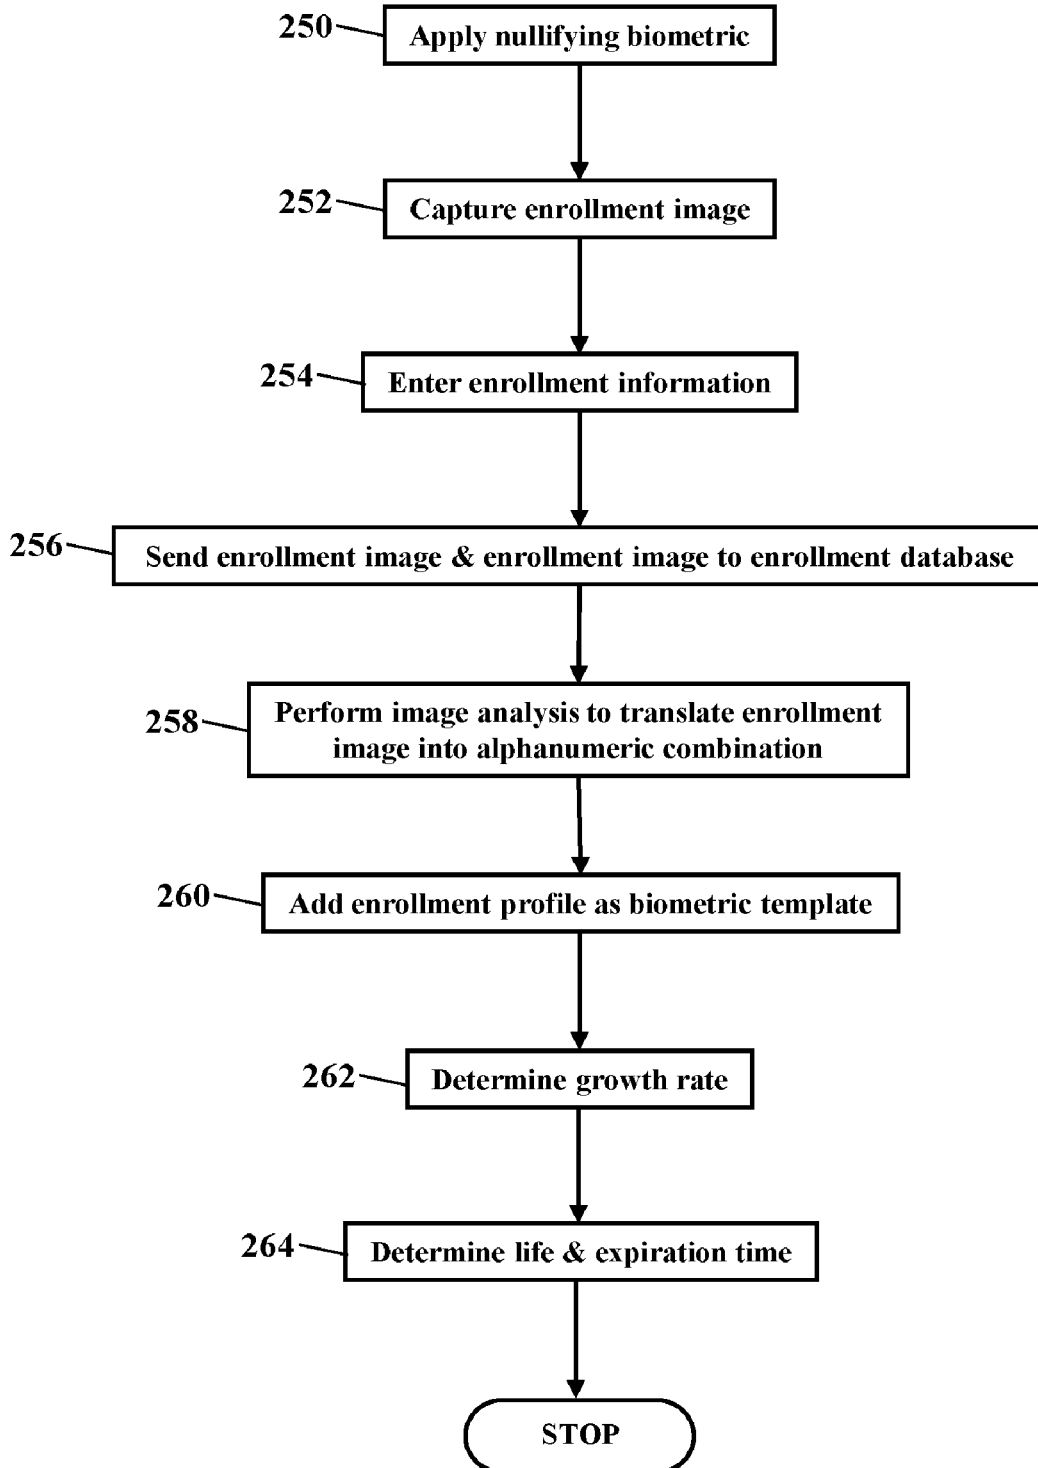 250
Apply nullifying biometric
252
Capture enrollment image
254
Enter enrollment information
256
Send enrollment image & enrollment image to enrollment database
258
Perform image analysis to translate enrollment
image into alphanumeric combination
260
Add enrollment profile as biometric template
262
Determine growth rate
264
Determine life & expiration time
STOP